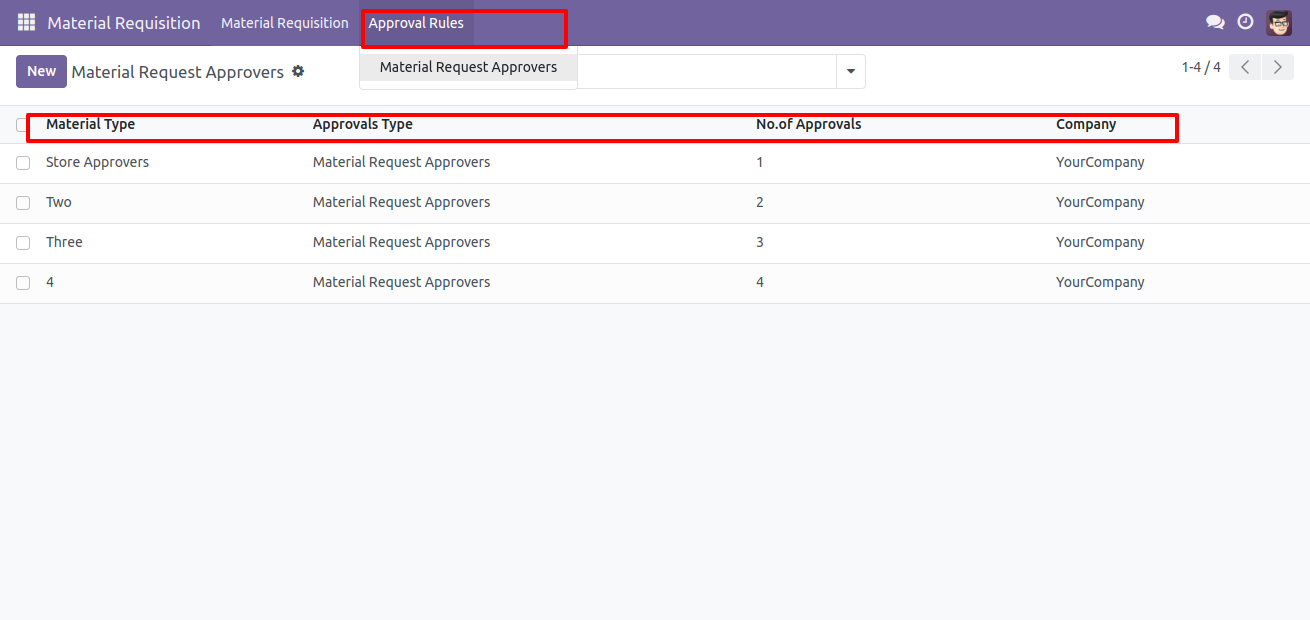 Material Requisition Material Requisition Approval Rules
New Material Request Approvers Material Request Approvers 1-4 / 4
Material Type Approvals Type No.of Approvals Company
Store Approvers Material Request Approvers 1 YourCompany
Two Material Request Approvers 2 YourCompany
Three Material Request Approvers 3 YourCompany
4 Material Request Approvers 4 YourCompany